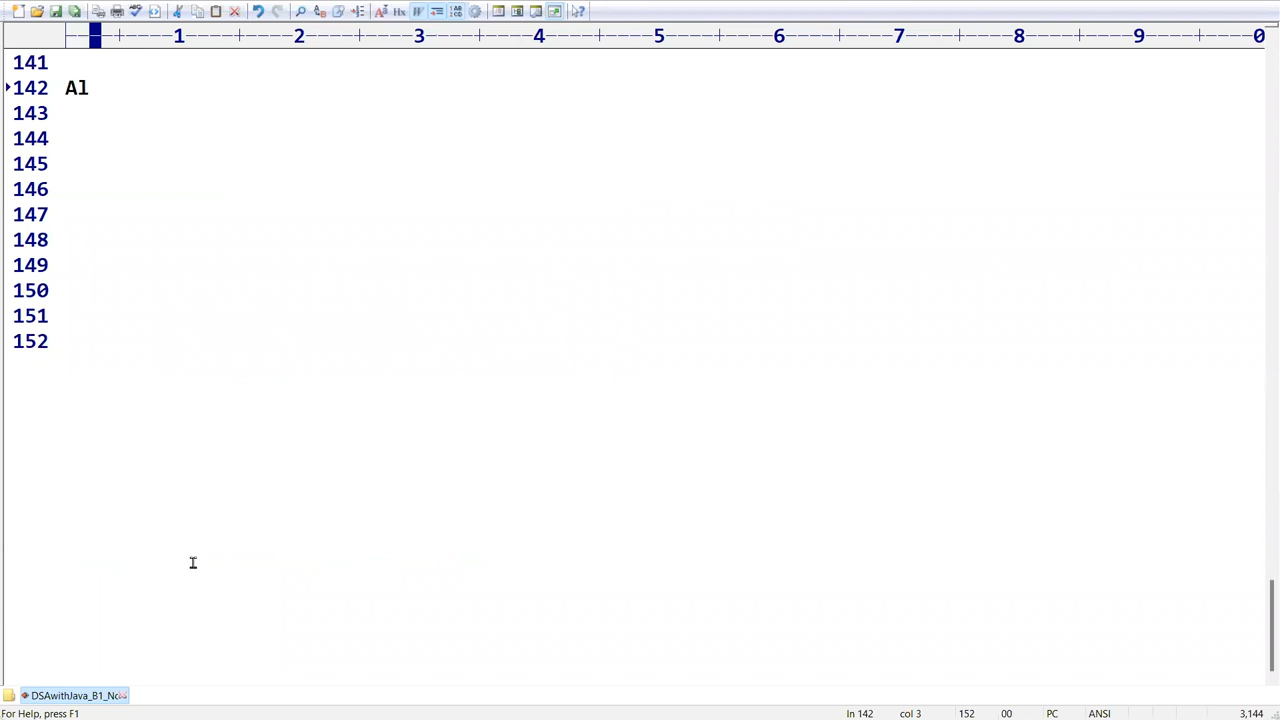 1 2 3 4 5 6 7 8 9 0
141
142 Al
143
144
145
146
147
148
149
150
151
152
DSAwithJava_B1_No
For Help, press F1 ln 142 col 3 152 00 PC ANSI 3,144